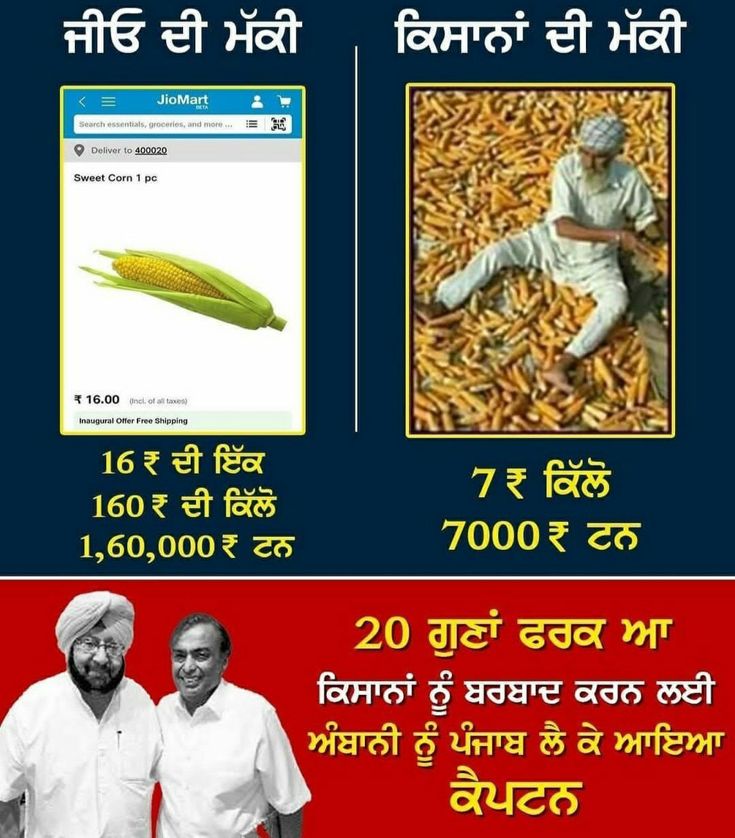 ਜੀਓ ਦੀ ਮੱਕੀ
JioMart
BETA
Search essentials, groceries, and more ...
Deliver to 400020
Sweet Corn 1 pc
₹ 16.00 (Incl. of all taxes)
Inaugural Offer Free Shipping
16 ₹ ਦੀ ਇੱਕ
160 ₹ ਦੀ ਕਿੱਲੋ
1,60,000 ₹ ਟਨ
ਕਿਸਾਨਾਂ ਦੀ ਮੱਕੀ
7 ₹ ਕਿੱਲੋ
7000 ₹ ਟਨ
20 ਗੁਣਾਂ ਫਰਕ ਆ
ਕਿਸਾਨਾਂ ਨੂੰ ਬਰਬਾਦ ਕਰਨ ਲਈ
ਅੰਬਾਨੀ ਨੂੰ ਪੰਜਾਬ ਲੈ ਕੇ ਆਇਆ
ਕੈਪਟਨ